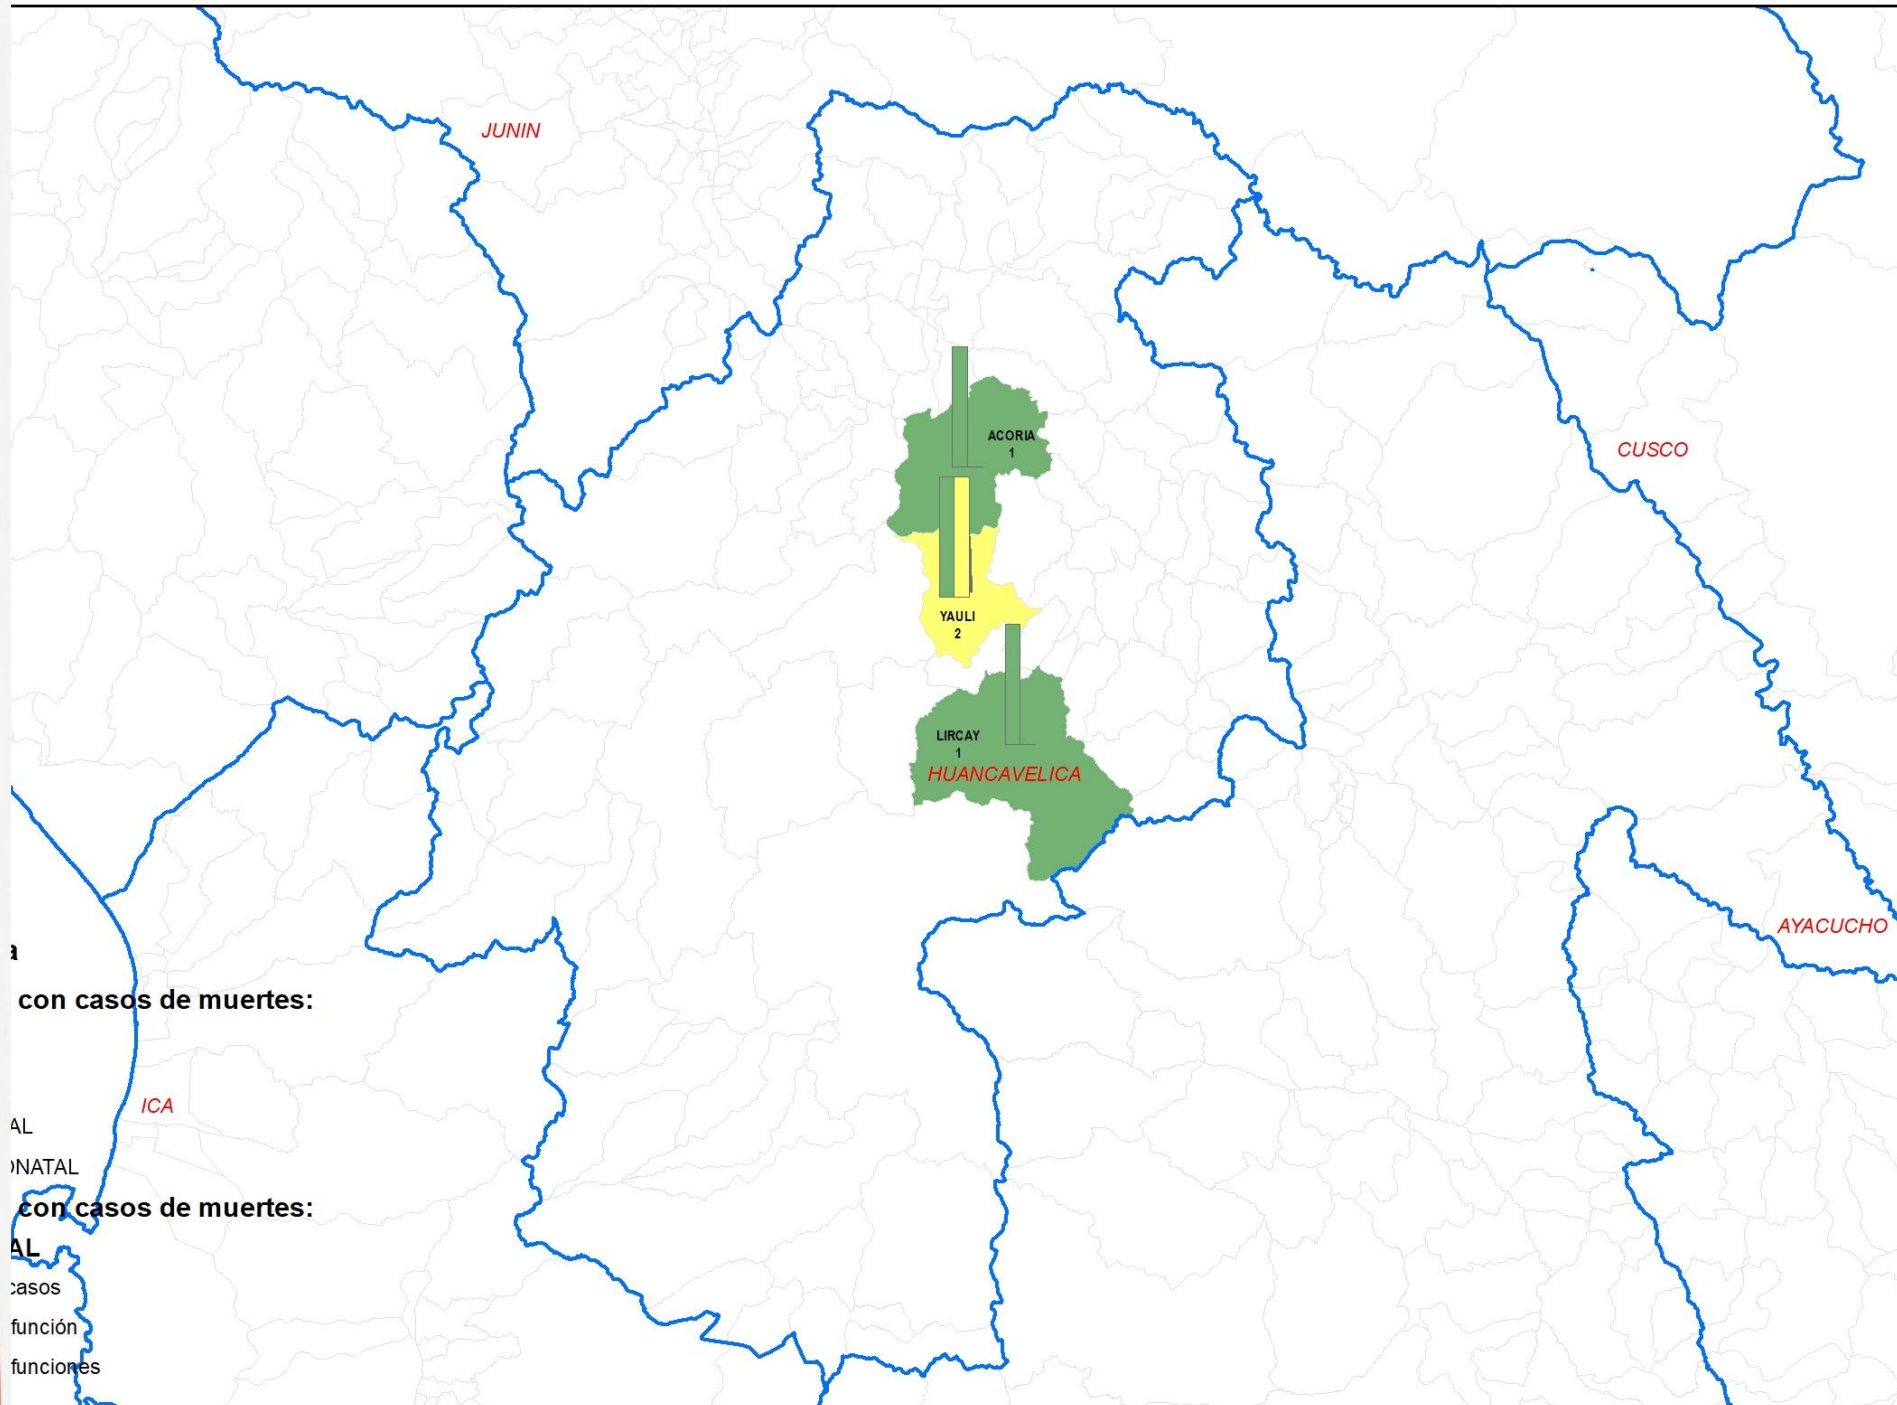 JUNIN
ACORIA
1
CUSCO
YAULI
2
LIRCAY
1
HUANCAVELICA
AYACUCHO
a
con casos de muertes:
ICA
AL
ONATAL
con casos de muertes:
AL
casos
función
funciones